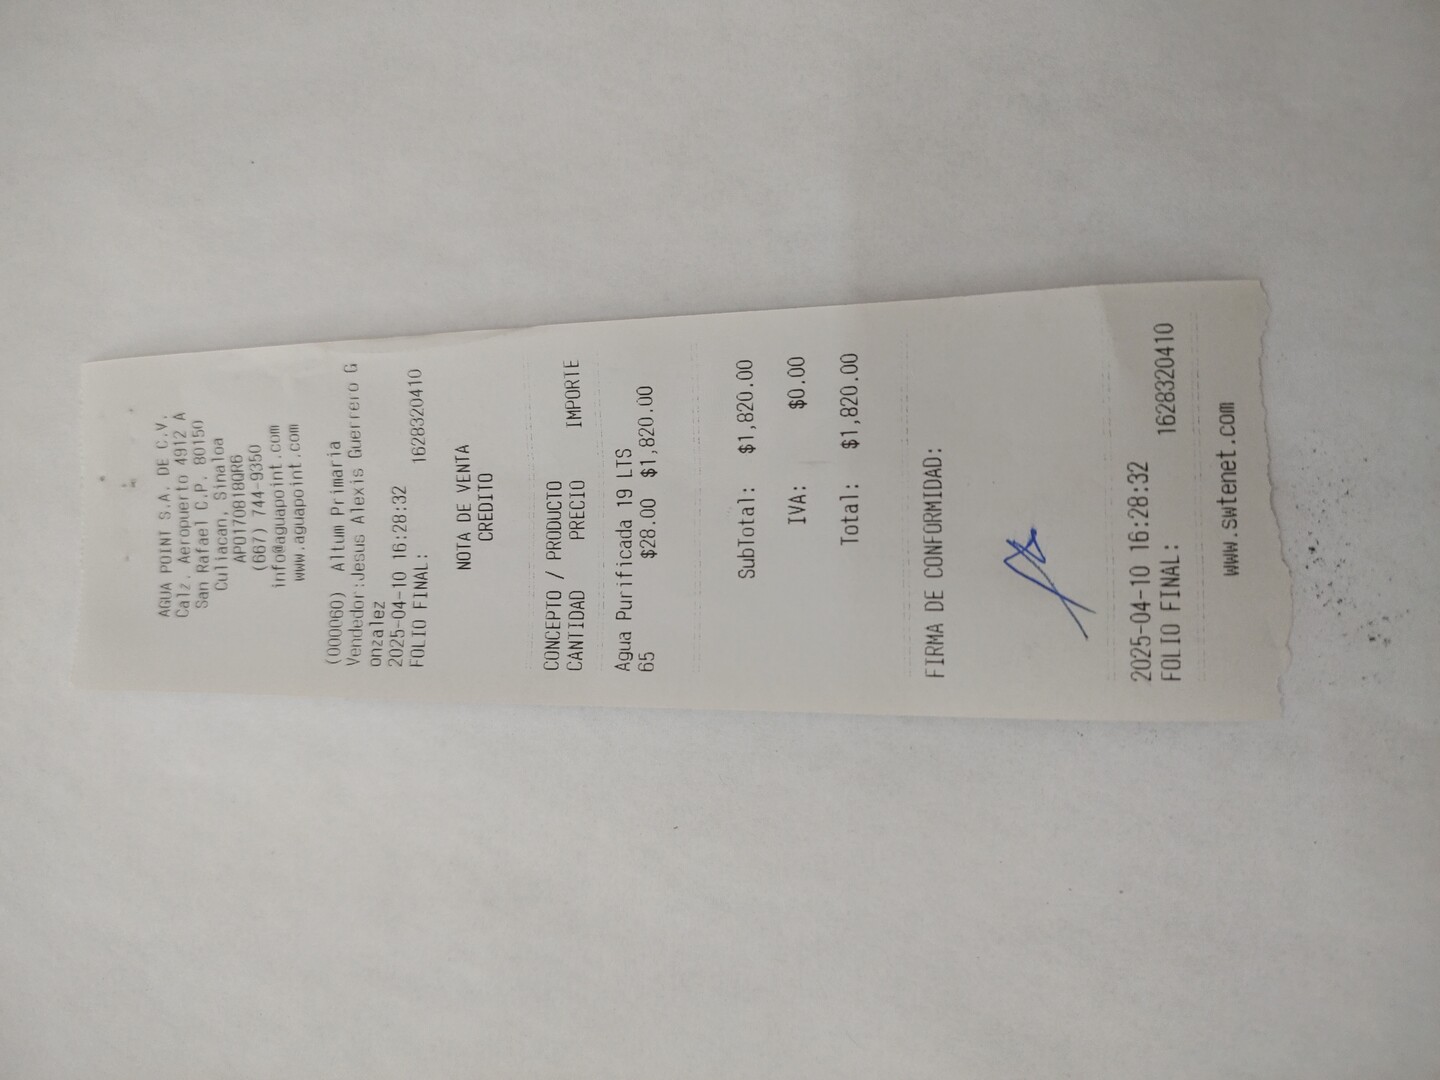 AGUA POINT S.A. DE C.V.
Calz. Aeropuerto 4912 A
San Rafael C.P. 80150
Culiacan, Sinaloa
APO170818QR6
(667) 744-9350
info@aguapoint.com
www.aguapoint.com
(000060) Altum Primaria
Vendedor:Jesus Alexis Guerrero G
onzalez
2025-04-10 16:28:32
FOLIO FINAL: 1628320410
NOTA DE VENTA
CREDITO
CONCEPTO / PRODUCTO
CANTIDAD PRECIO IMPORTE
Agua Purificada 19 LTS
65 $28.00 $1,820.00
SubTotal: $1,820.00
IVA: $0.00
Total: $1,820.00
FIRMA DE CONFORMIDAD:
2025-04-10 16:28:32
FOLIO FINAL: 1628320410
www.swtenet.com